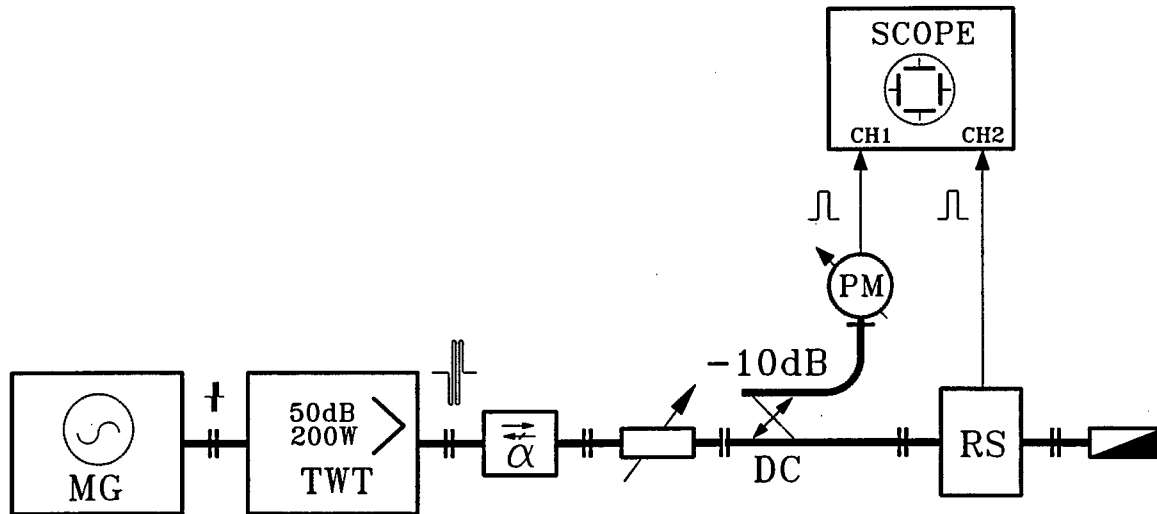 SCOPE
CH1 CH2
PM
-10dB
50dB
200W
α
RS
MG
TWT
DC